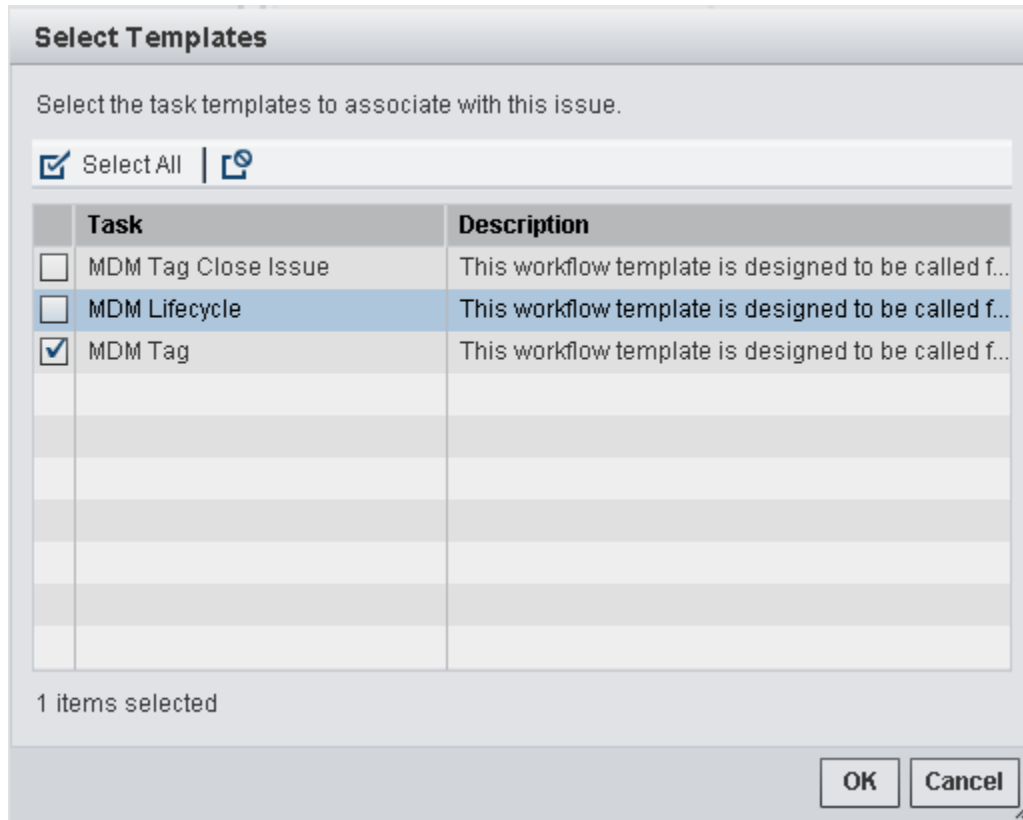 Select Templates
Select the task templates to associate with this issue.
Select All
Task Description
MDM Tag Close Issue This workflow template is designed to be called f...
MDM Lifecycle This workflow template is designed to be called f...
MDM Tag This workflow template is designed to be called f...
1 items selected
OK Cancel